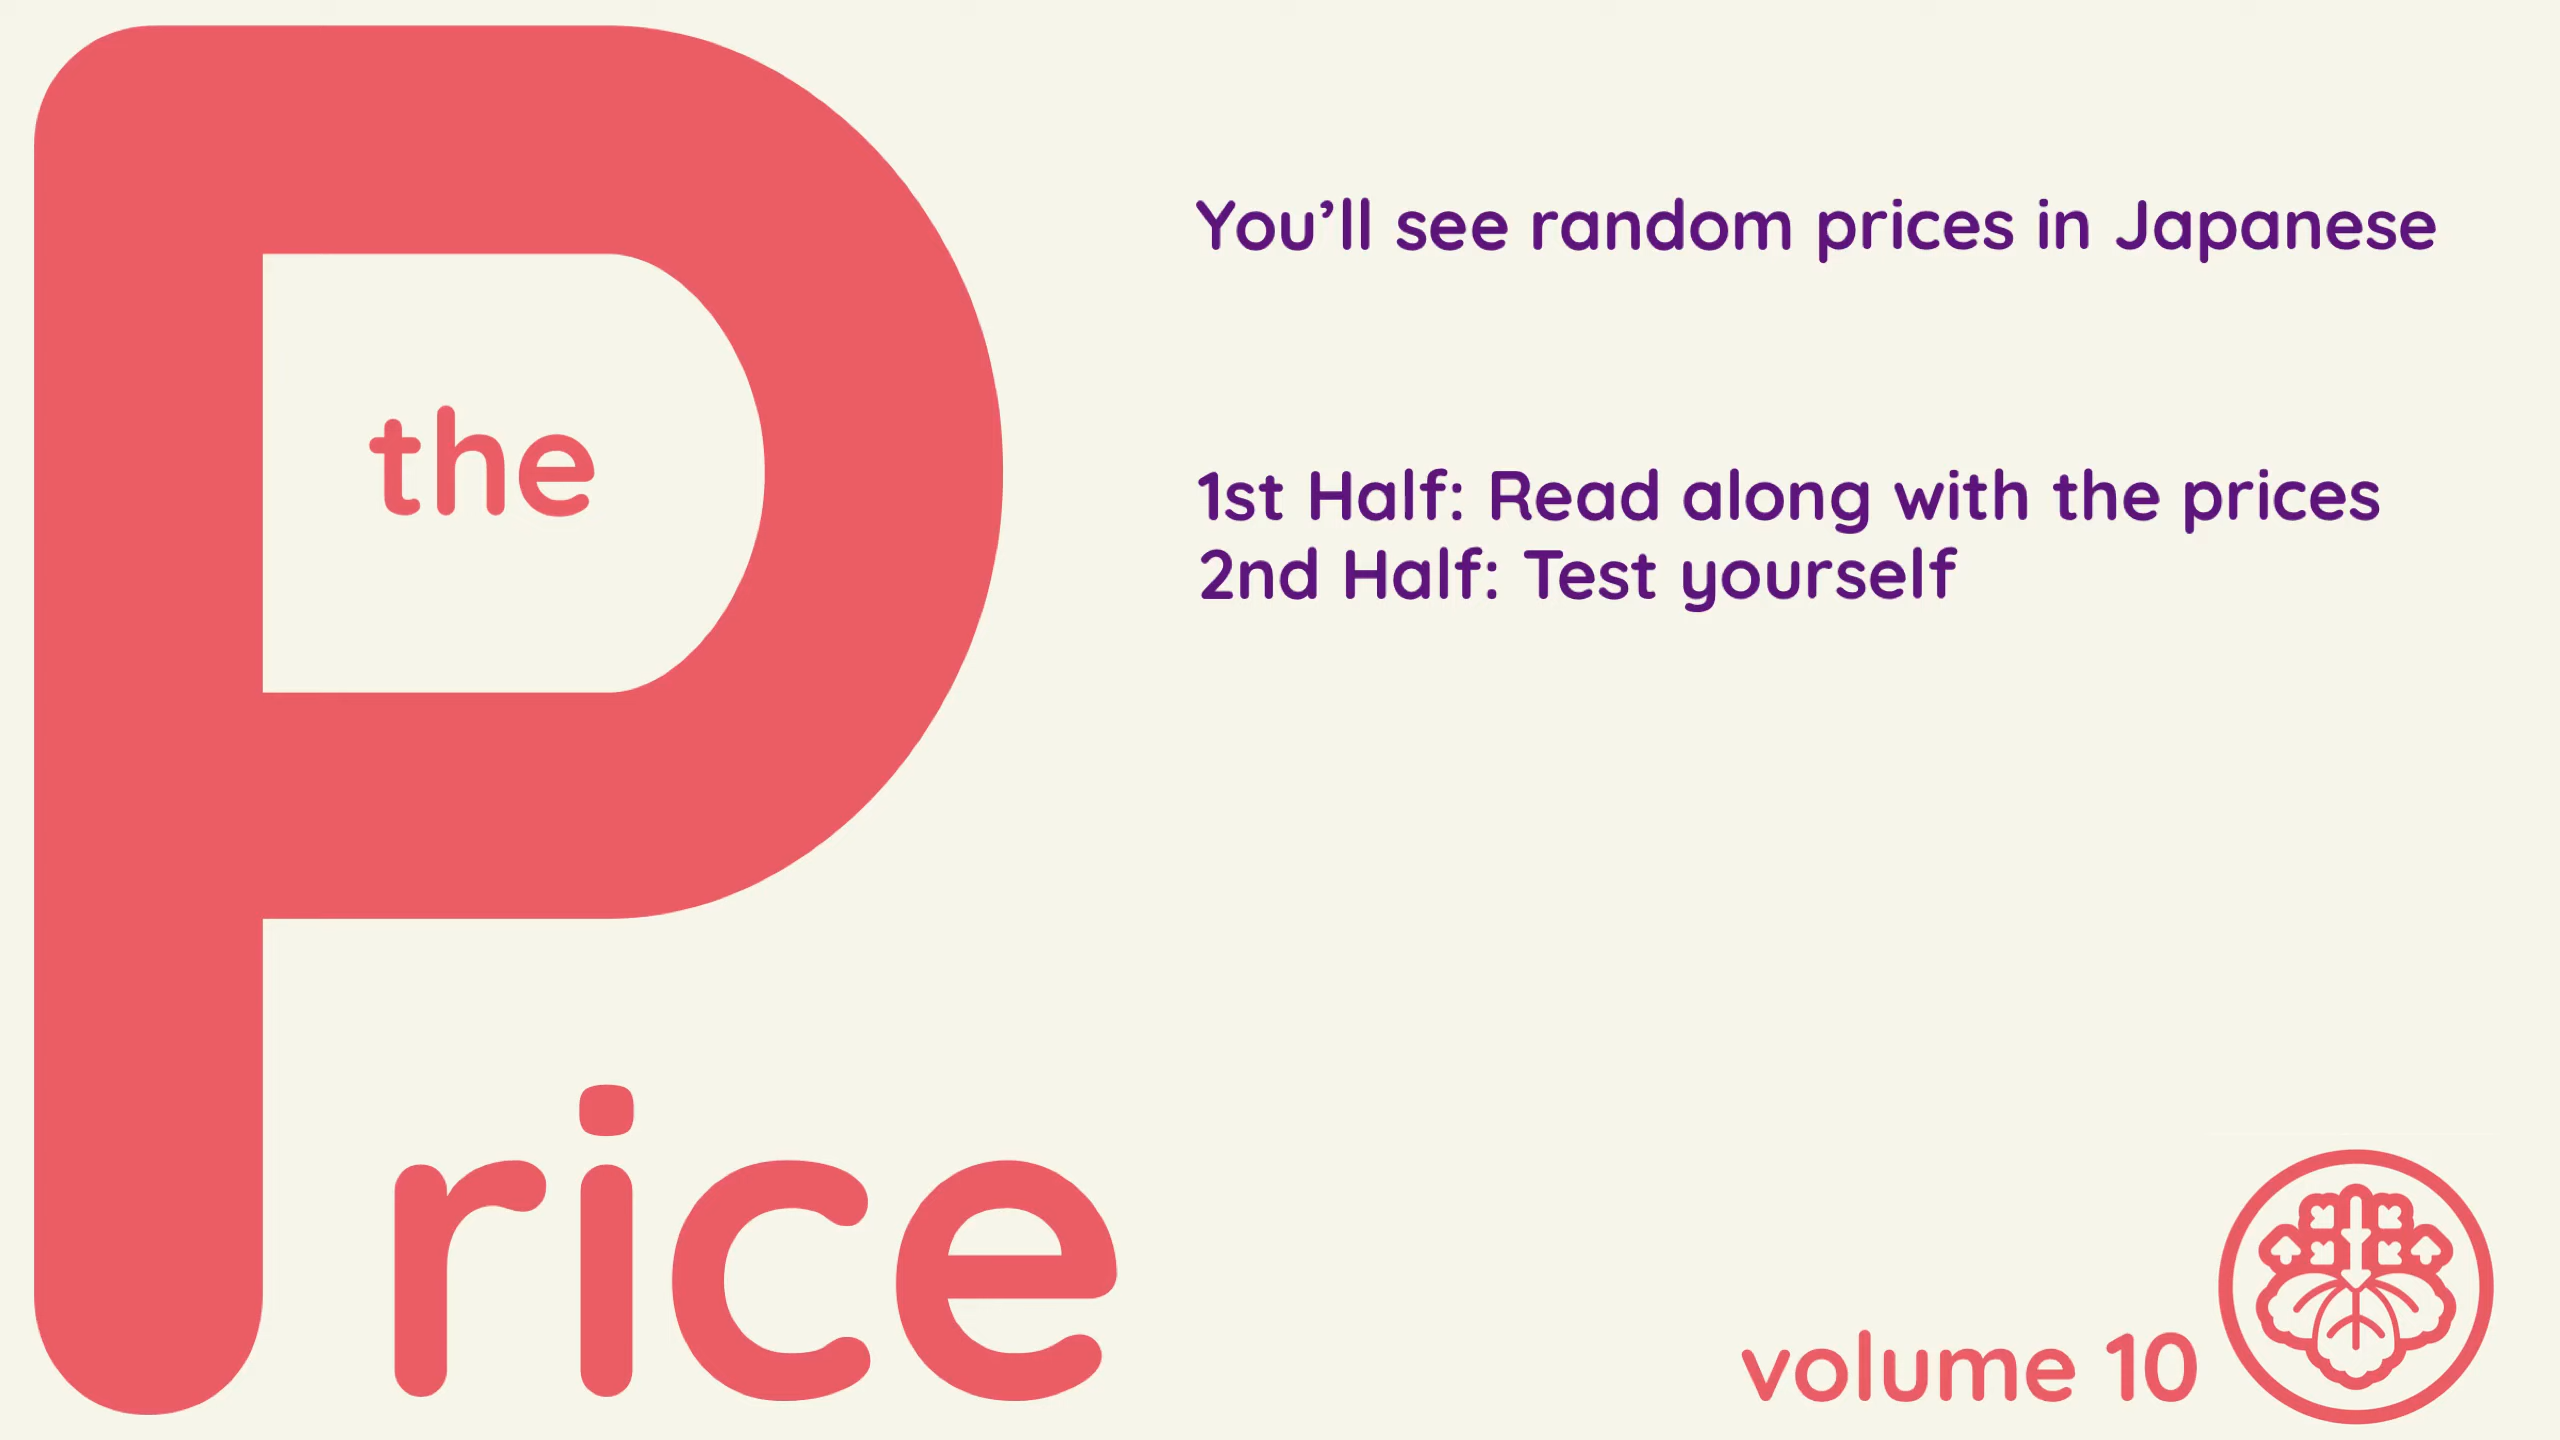 the
Price
You’ll see random prices in Japanese
1st Half: Read along with the prices
2nd Half: Test yourself
volume 10